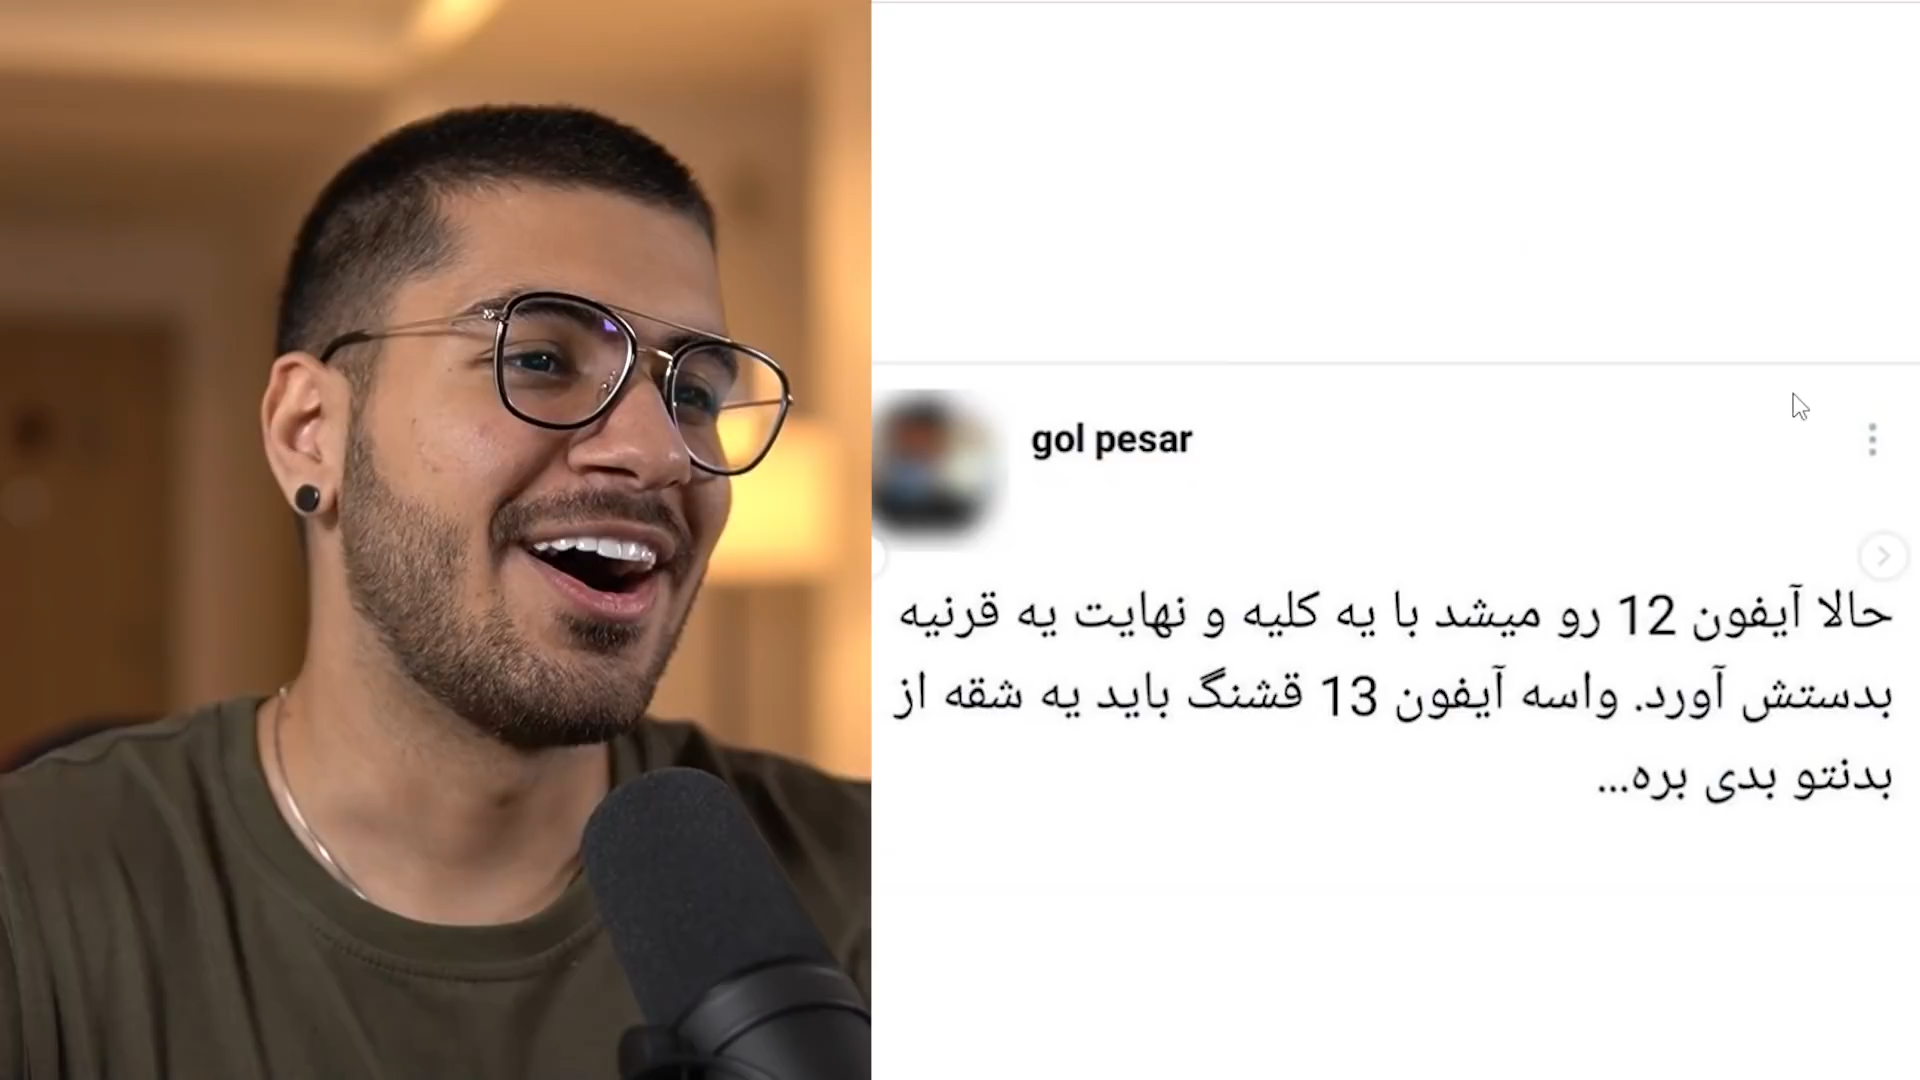 gol pesar
حالا آیفون 12 رو میشد با یه کلیه و نهایت یه قرنیه
بدستش آورد. واسه آیفون 13 قشنگ باید یه شقه از
بدنتو بدی بره...